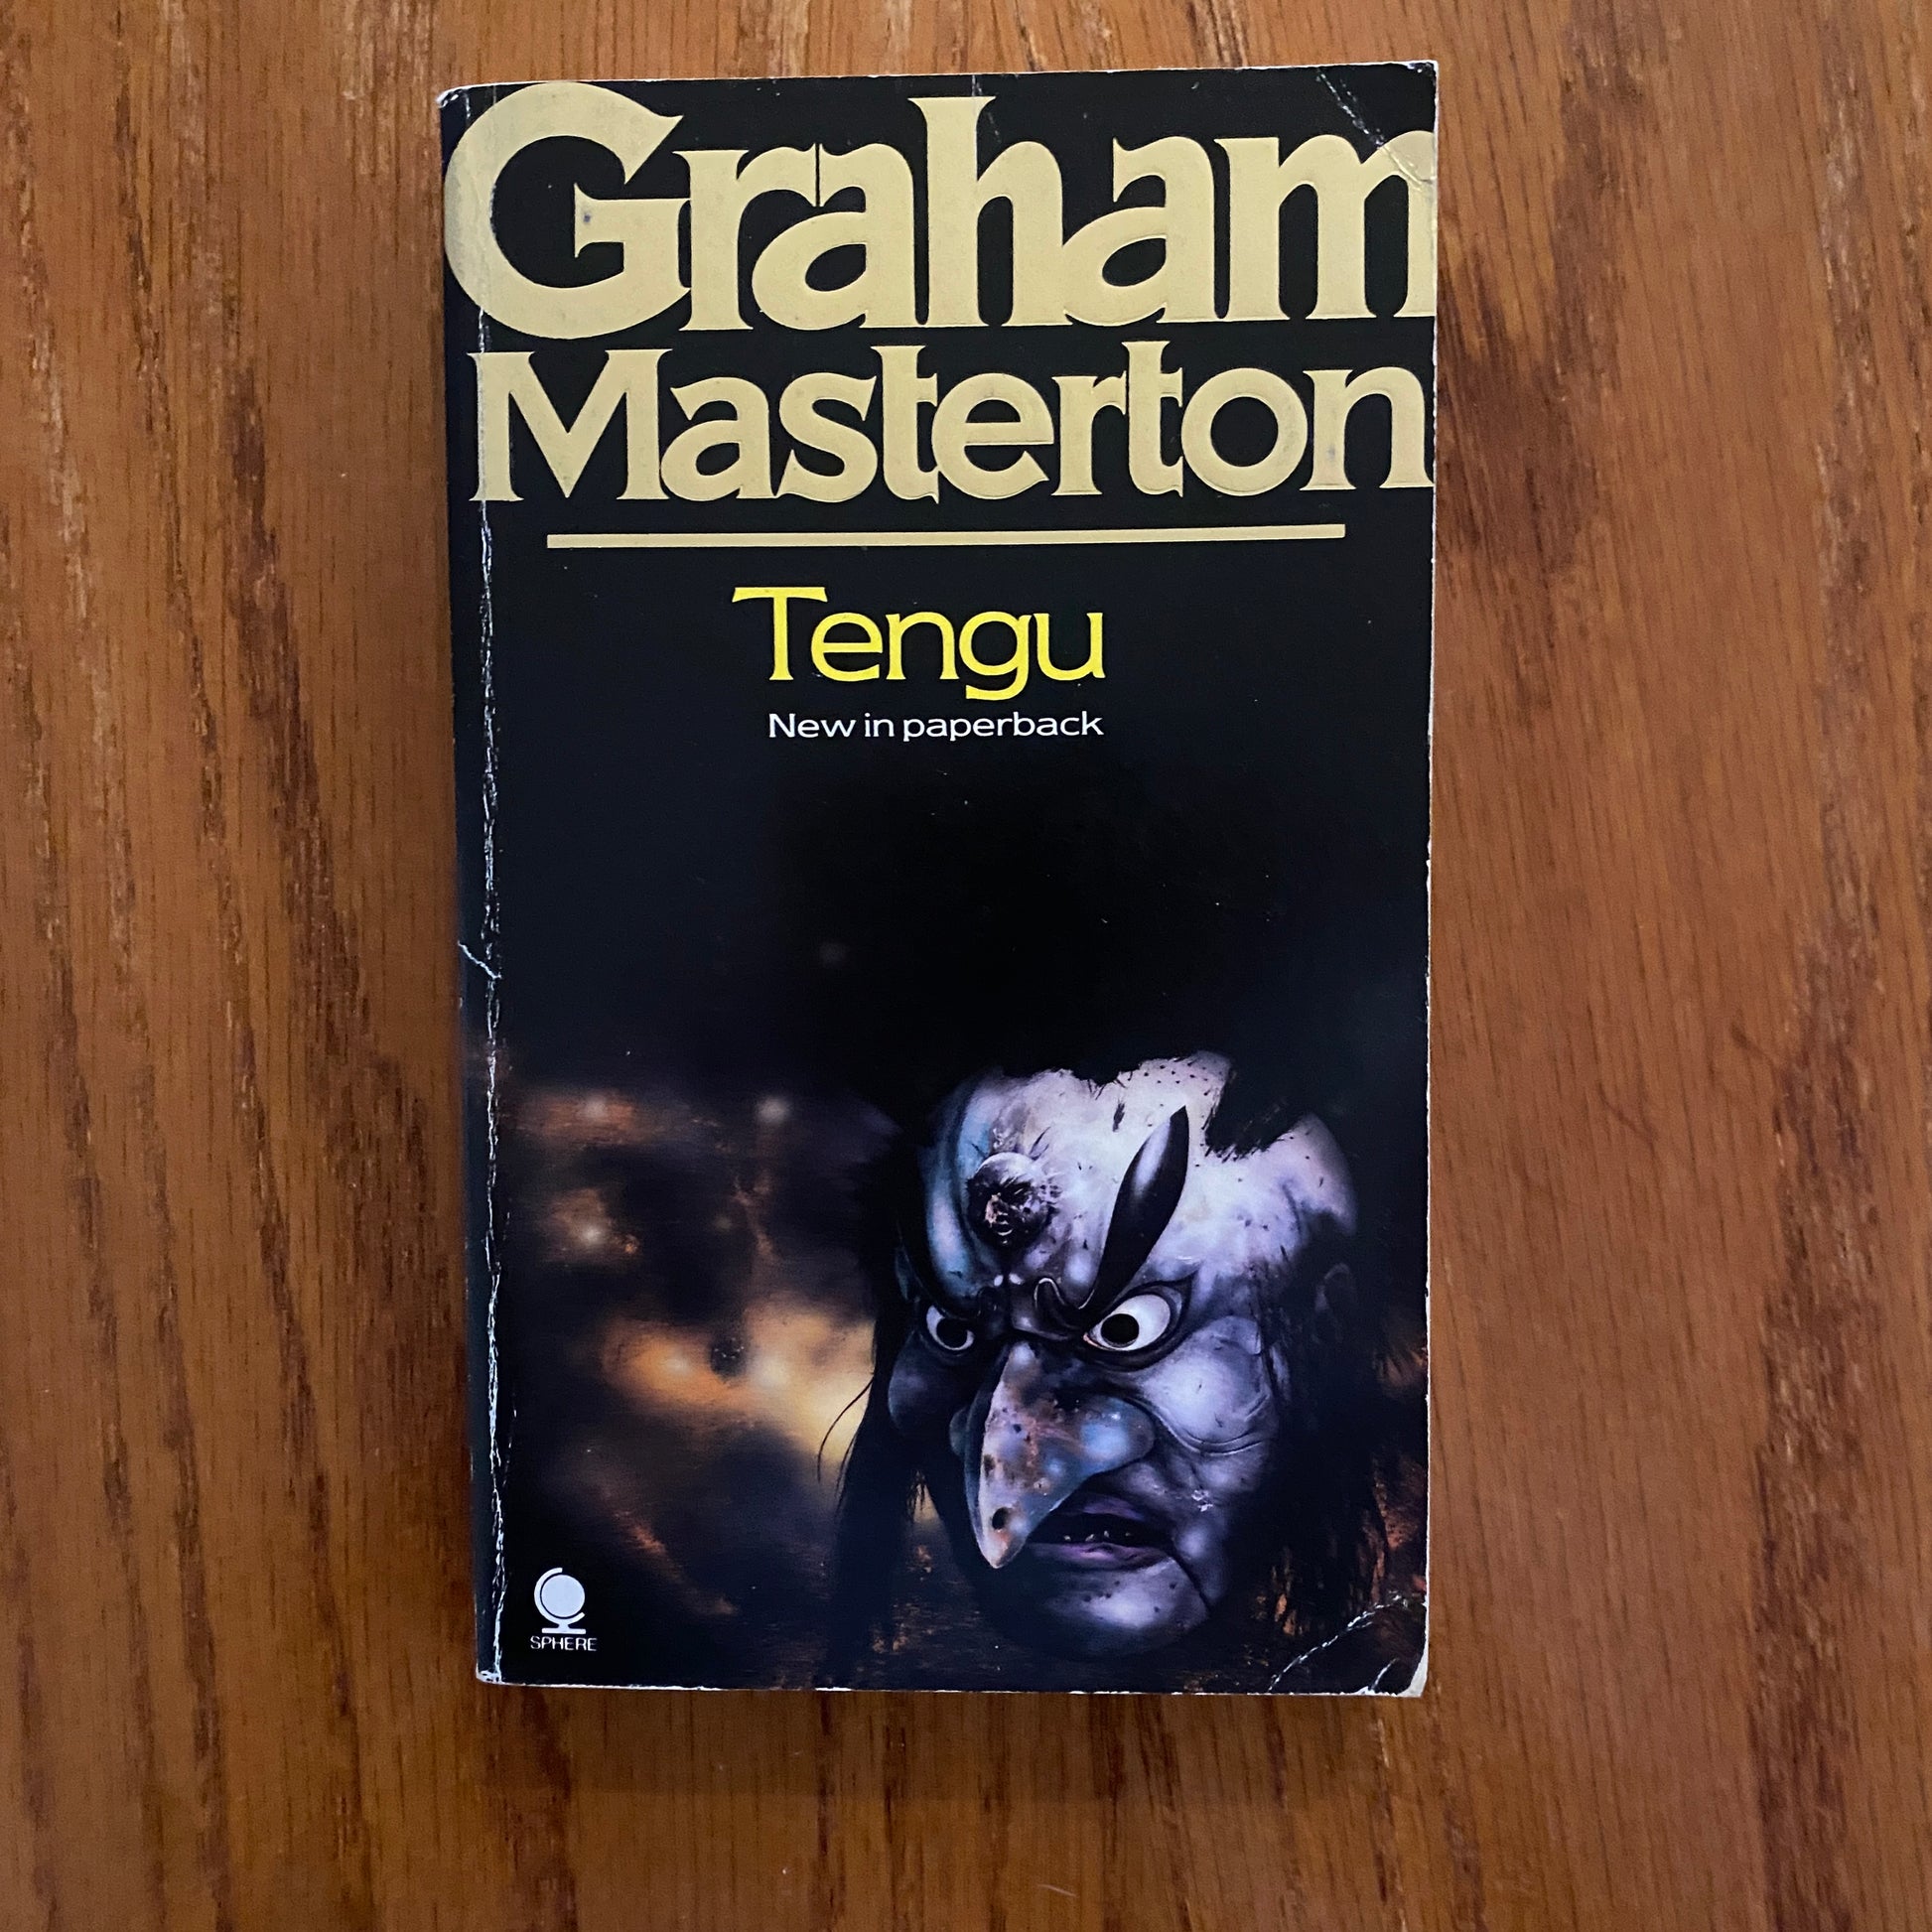 Graham
Masterton
Tengu
New in paperback
SPHERE